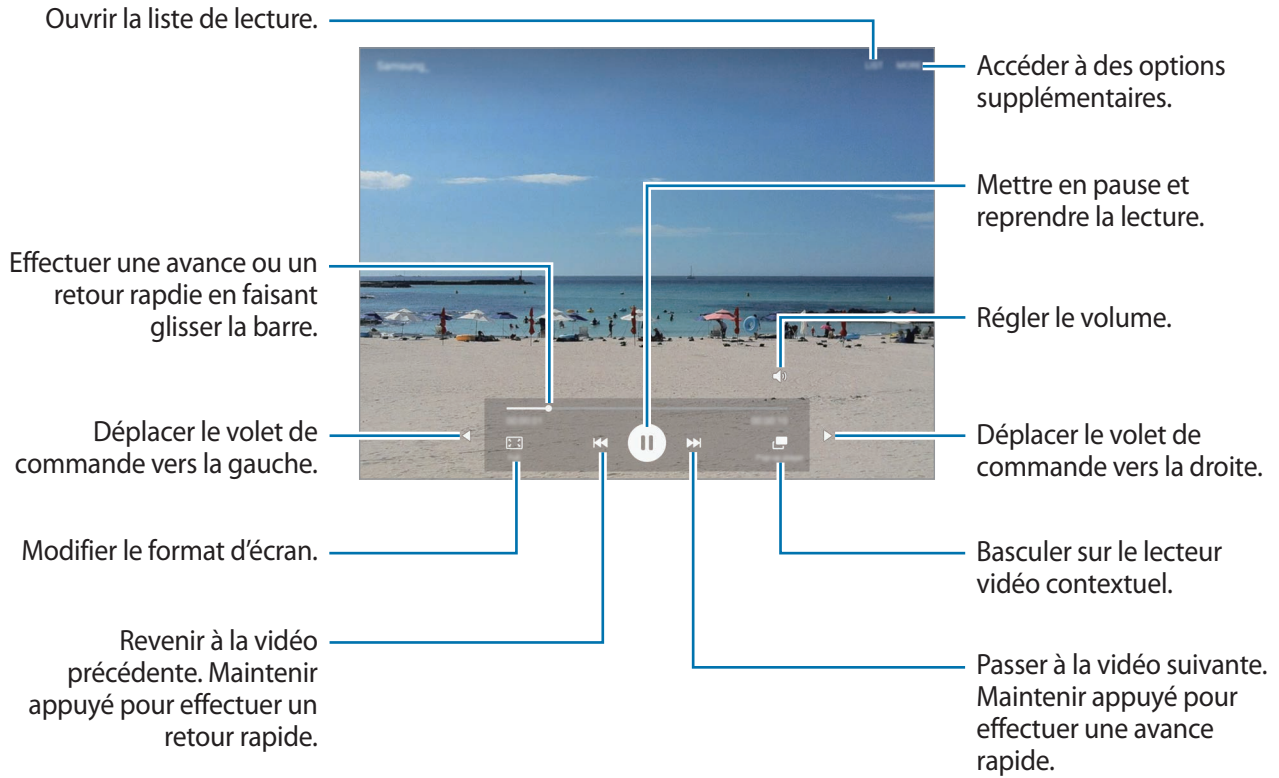 Ouvrir la liste de lecture.
Samsung_
LIST MORE
Accéder à des options
supplémentaires.
Mettre en pause et
reprendre la lecture.
Effectuer une avance ou un
retour rapdie en faisant
glisser la barre.
Régler le volume.
Déplacer le volet de
commande vers la gauche.
Déplacer le volet de
commande vers la droite.
Modifier le format d’écran.
Basculer sur le lecteur
vidéo contextuel.
Revenir à la vidéo
précédente. Maintenir
appuyé pour effectuer un
retour rapide.
Passer à la vidéo suivante.
Maintenir appuyé pour
effectuer une avance
rapide.